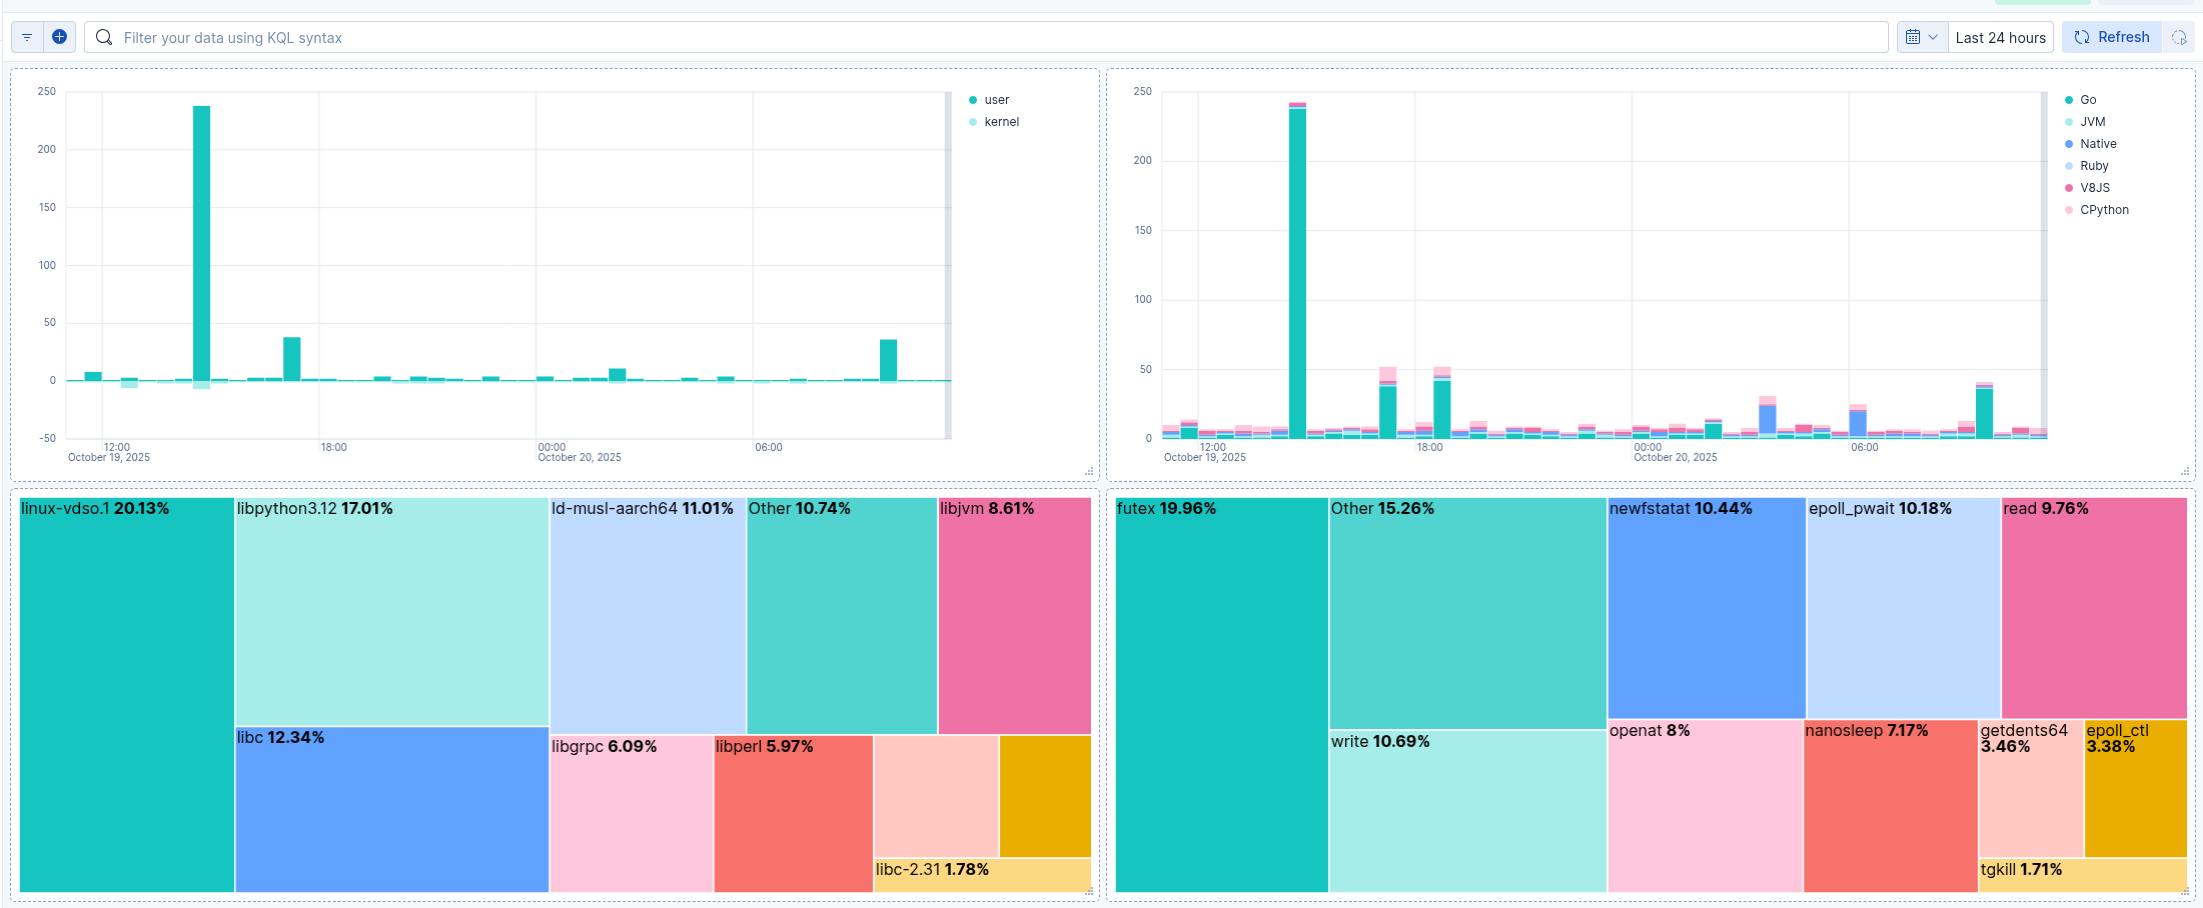 Filter your data using KQL syntax
Last 24 hours
Refresh
250
200
150
100
50
0
-50
12:00
October 19, 2025
18:00
00:00
October 20, 2025
06:00
user
kernel
250
200
150
100
50
0
12:00
October 19, 2025
18:00
00:00
October 20, 2025
06:00
Go
JVM
Native
Ruby
V8JS
CPython
linux-vdso.1 20.13%
libpython3.12 17.01%
ld-musl-aarch64 11.01%
Other 10.74%
libjvm 8.61%
libc 12.34%
libgrpc 6.09%
libperl 5.97%
libc-2.31 1.78%
futex 19.96%
Other 15.26%
newfstatat 10.44%
epoll_pwait 10.18%
read 9.76%
write 10.69%
openat 8%
nanosleep 7.17%
getdents64
3.46%
epoll_ctl
3.38%
tgkill 1.71%